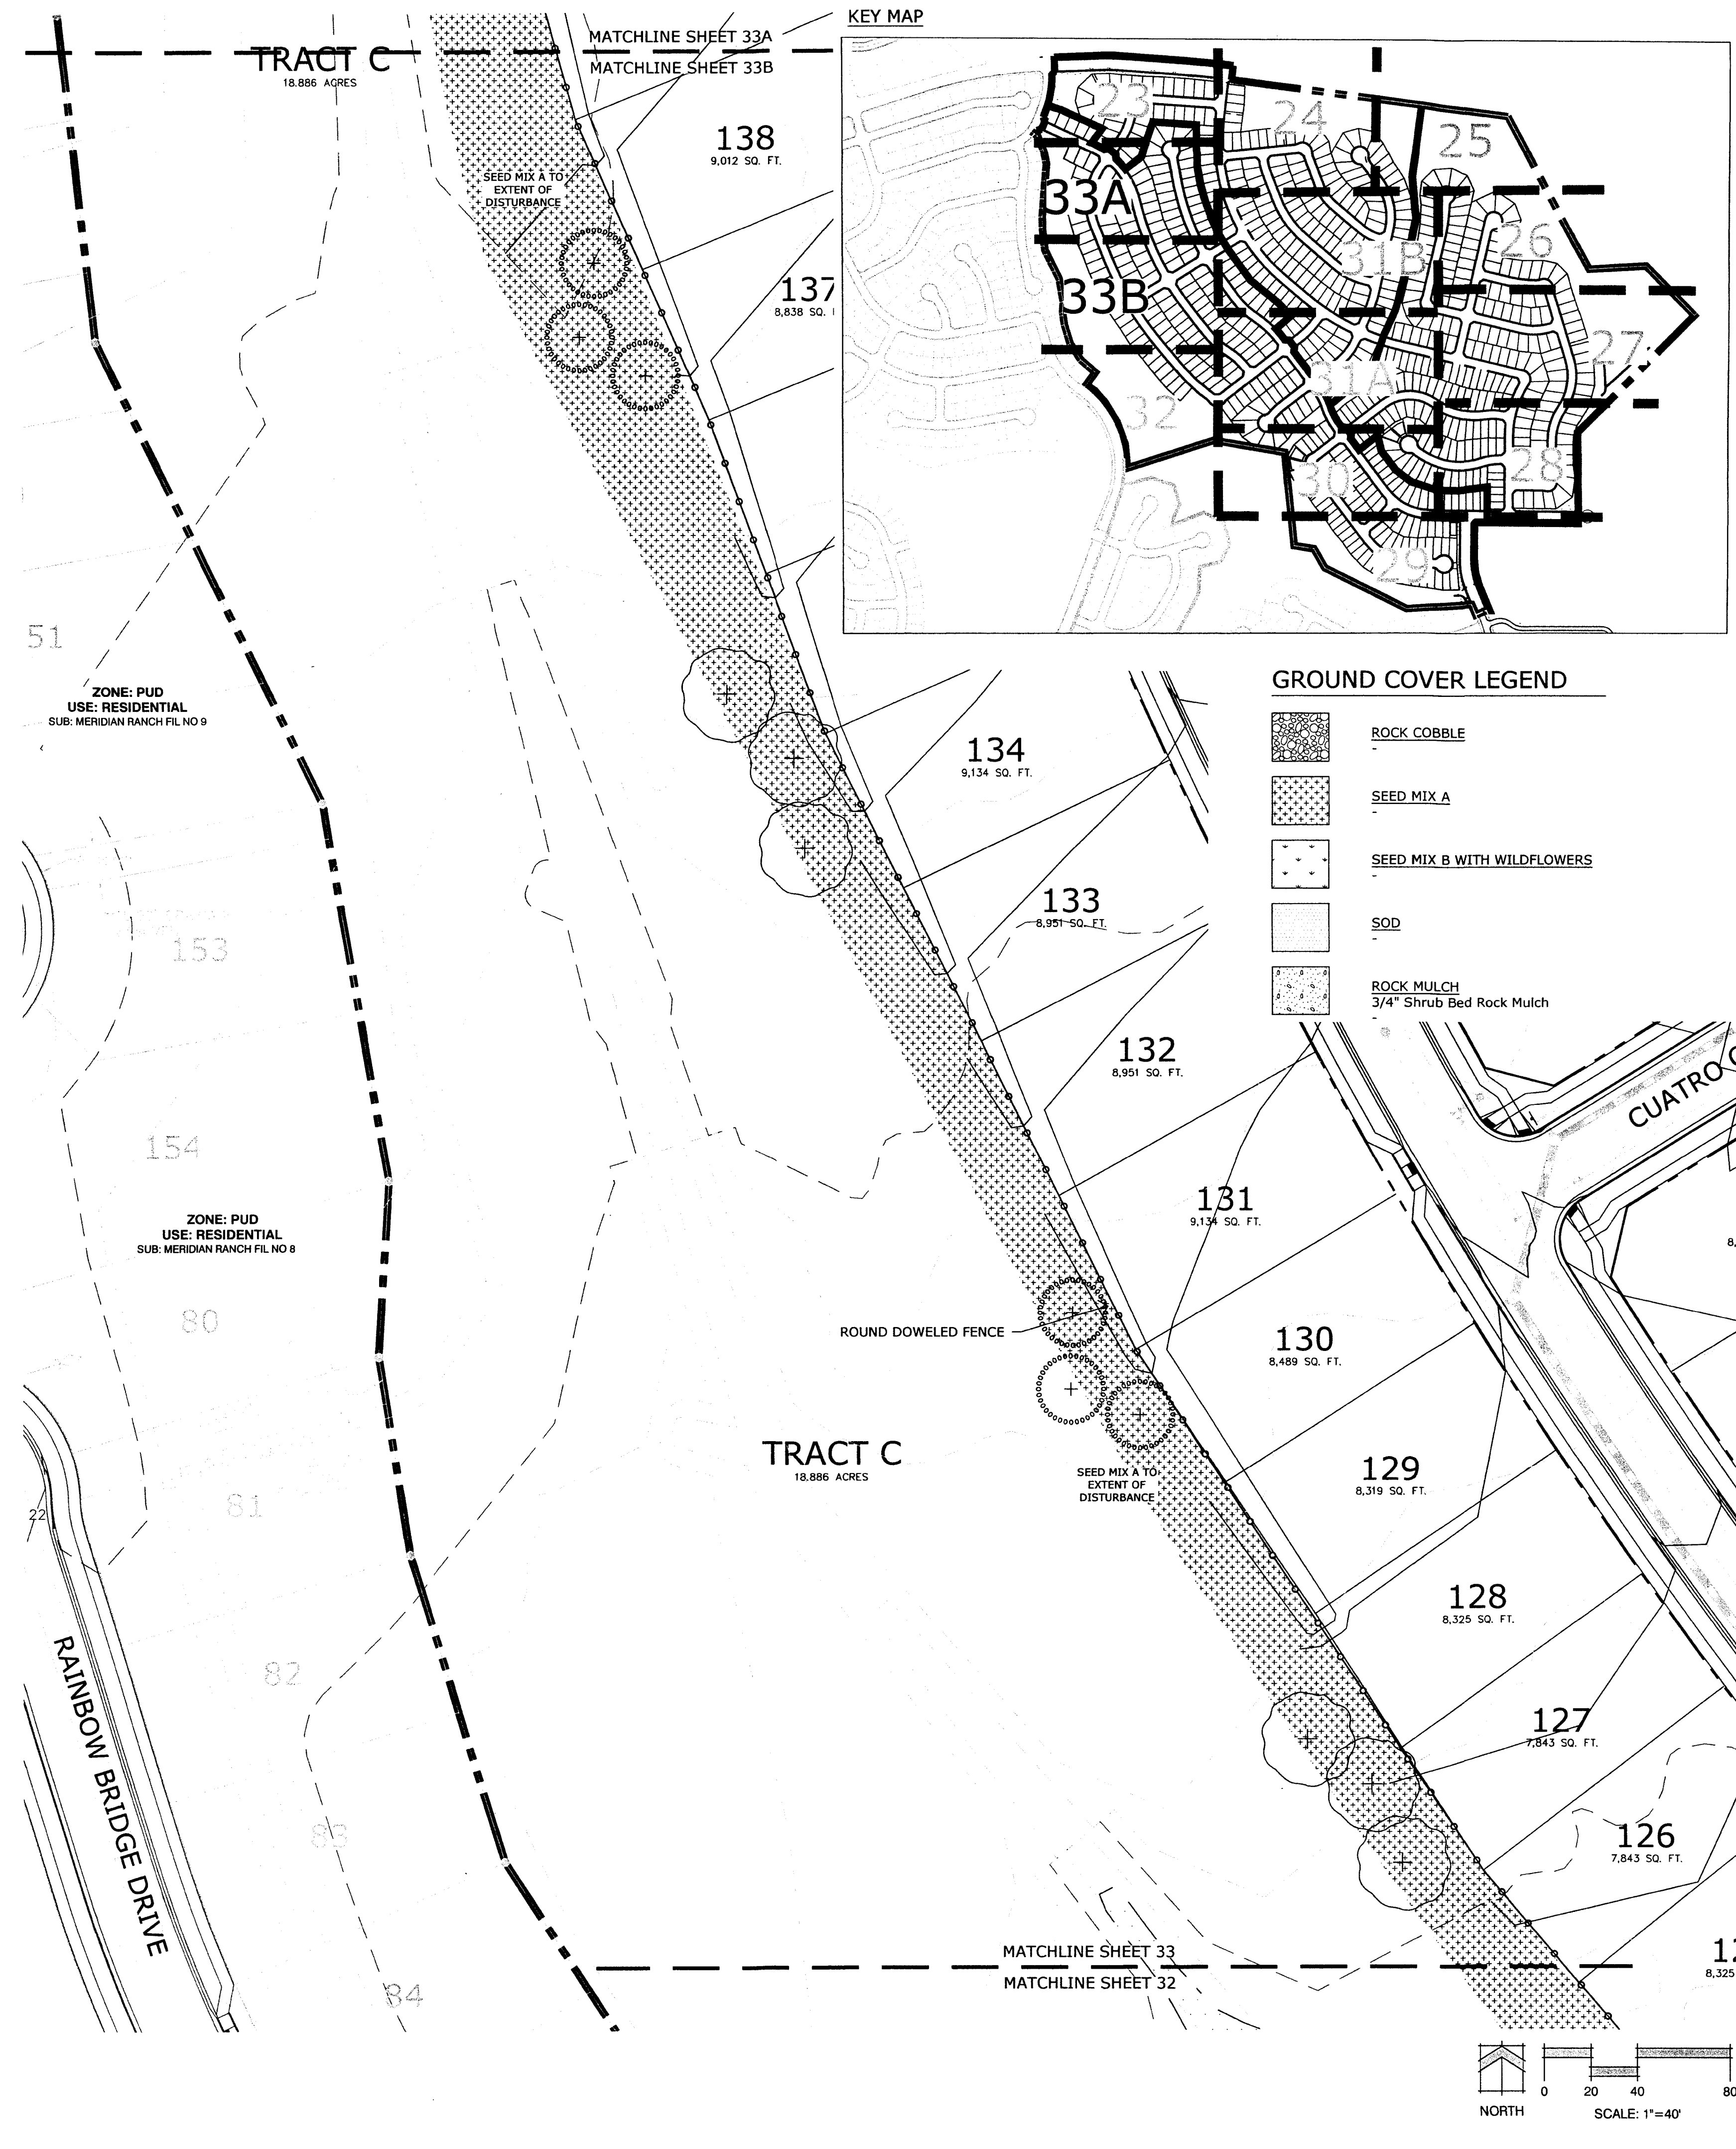 KEY MAP
MATCHLINE SHEET 33A
MATCHLINE SHEET 33B
TRACT C
18.886 ACRES
138
9,012 SQ. FT.
SEED MIX A TO
EXTENT OF
DISTURBANCE
137
8,838 SQ.
23
24
25
33A
31B
26
33B
27
31A
32
28
30
29
51
ZONE: PUD
USE: RESIDENTIAL
SUB: MERIDIAN RANCH FIL NO 9
GROUND COVER LEGEND
ROCK COBBLE
-
SEED MIX A
-
SEED MIX B WITH WILDFLOWERS
-
SOD
-
ROCK MULCH
3/4" Shrub Bed Rock Mulch
-
134
9,134 SQ. FT.
133
8,951 SQ. FT.
153
132
8,951 SQ. FT.
CUATRO
154
131
9,134 SQ. FT.
ZONE: PUD
USE: RESIDENTIAL
SUB: MERIDIAN RANCH FIL NO 8
80
ROUND DOWELED FENCE
130
8,489 SQ. FT.
TRACT C
18.886 ACRES
SEED MIX A TO
EXTENT OF
DISTURBANCE
129
8,319 SQ. FT.
81
22
128
8,325 SQ. FT.
82
RAINBOW BRIDGE DRIVE
127
7,843 SQ. FT.
83
126
7,843 SQ. FT.
MATCHLINE SHEET 33
MATCHLINE SHEET 32
8,325
84
NORTH
0 20 40 80
SCALE: 1"=40'